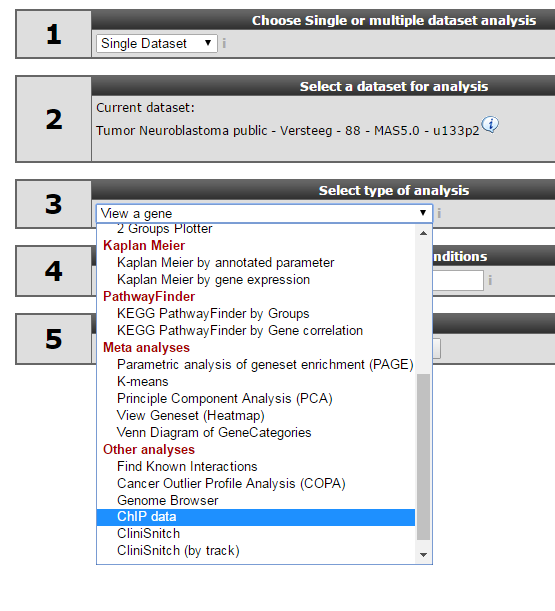 1
Choose Single or multiple dataset analysis
Single Dataset
2
Select a dataset for analysis
Current dataset:
Tumor Neuroblastoma public - Versteeg - 88 - MAS5.0 - u133p2
3
Select type of analysis
View a gene
2 Groups Plotter
Kaplan Meier
Kaplan Meier by annotated parameter
Kaplan Meier by gene expression
PathwayFinder
KEGG PathwayFinder by Groups
KEGG PathwayFinder by Gene correlation
Meta analyses
Parametric analysis of geneset enrichment (PAGE)
K-means
Principle Component Analysis (PCA)
View Geneset (Heatmap)
Venn Diagram of GeneCategories
Other analyses
Find Known Interactions
Cancer Outlier Profile Analysis (COPA)
Genome Browser
ChIP data
CliniSnitch
CliniSnitch (by track)
4
nditions
5